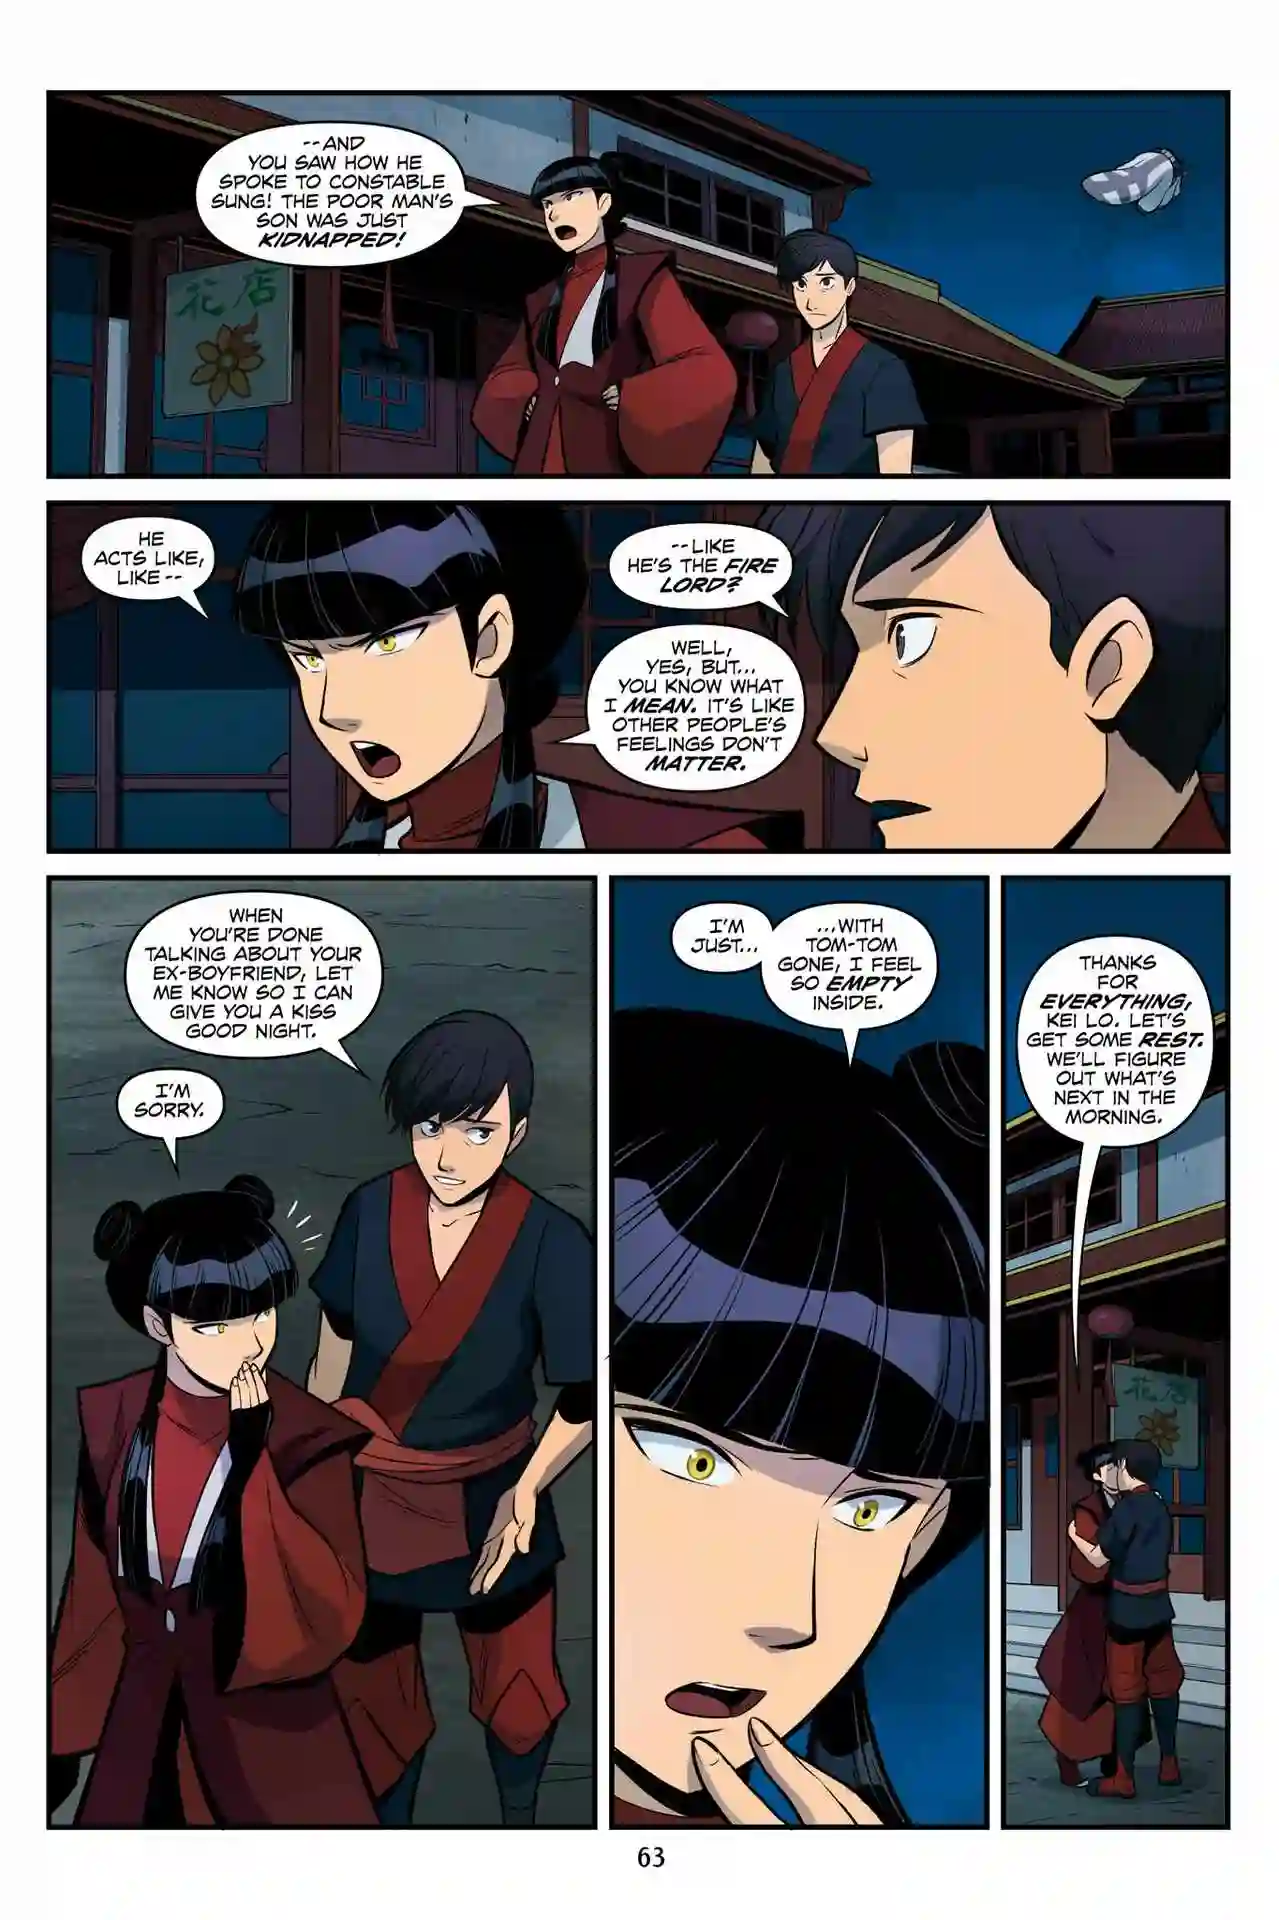 --AND
YOU SAW HOW HE
SPOKE TO CONSTABLE
SUNG! THE POOR MAN'S
SON WAS JUST
KIDNAPPED!
花店
HE
ACTS LIKE,
LIKE--
--LIKE
HE'S THE FIRE
LORD?
WELL,
YES, BUT...
YOU KNOW WHAT
I MEAN. IT'S LIKE
OTHER PEOPLE'S
FEELINGS DON'T
MATTER.
WHEN
YOU'RE DONE
TALKING ABOUT YOUR
EX-BOYFRIEND, LET
ME KNOW SO I CAN
GIVE YOU A KISS
GOOD NIGHT.
I'M
SORRY.
I'M
JUST...
...WITH
TOM-TOM
GONE, I FEEL
SO EMPTY
INSIDE.
THANKS
FOR
EVERYTHING,
KEI LO. LET'S
GET SOME REST.
WE'LL FIGURE
OUT WHAT'S
NEXT IN THE
MORNING.
花店
63